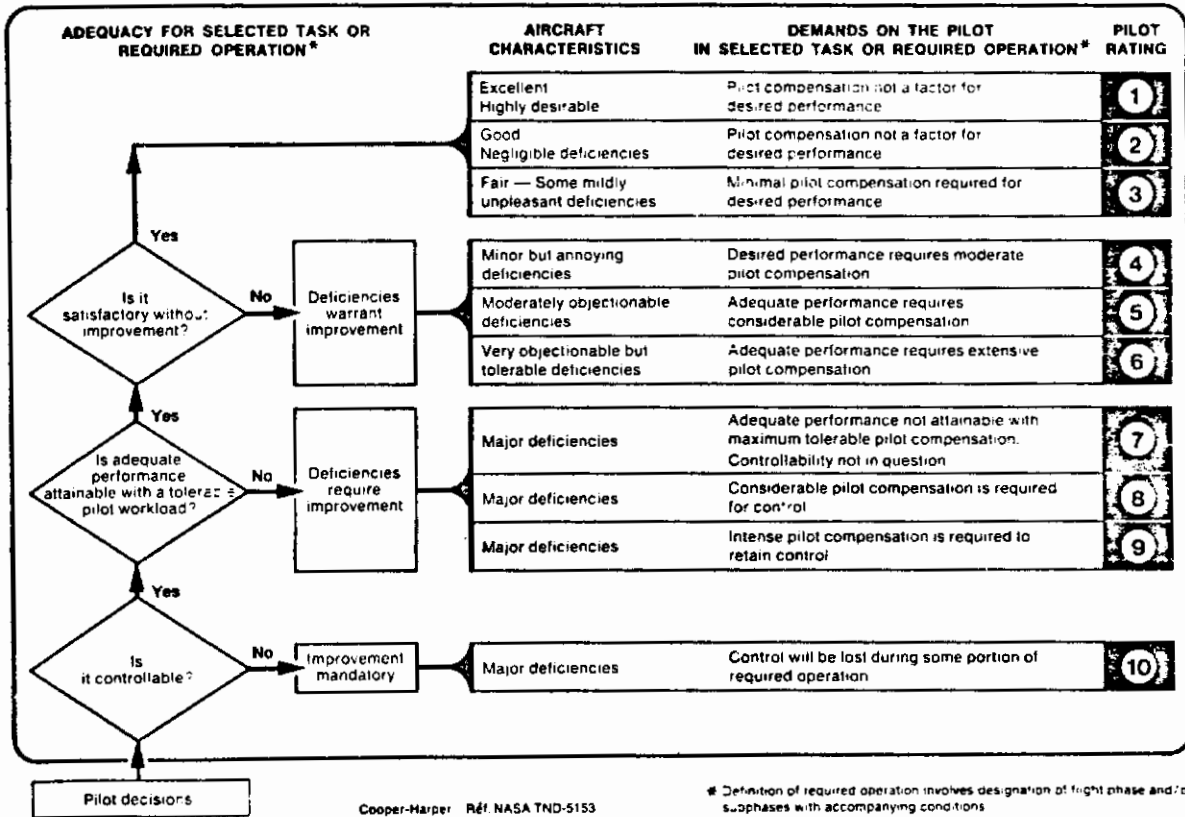 ADEQUACY FOR SELECTED TASK OR
REQUIRED OPERATION*
AIRCRAFT
CHARACTERISTICS
DEMANDS ON THE PILOT
IN SELECTED TASK OR REQUIRED OPERATION*
PILOT
RATING
Excellent
Highly desirable
Pilot compensation not a factor for
desired performance
1
Good
Negligible deficiencies
Pilot compensation not a factor for
desired performance
2
Fair — Some mildly
unpleasant deficiencies
Minimal pilot compensation required for
desired performance
3
Yes
Is it
satisfactory without
improvement?
No
Deficiencies
warrant
improvement
Minor but annoying
deficiencies
Desired performance requires moderate
pilot compensation
4
Moderately objectionable
deficiencies
Adequate performance requires
considerable pilot compensation
5
Very objectionable but
tolerable deficiencies
Adequate performance requires extensive
pilot compensation
6
Yes
Is adequate
performance
attainable with a tolerable
pilot workload?
No
Deficiencies
require
improvement
Major deficiencies
Adequate performance not attainable with
maximum tolerable pilot compensation.
Controllability not in question
7
Major deficiencies
Considerable pilot compensation is required
for control
8
Major deficiencies
Intense pilot compensation is required to
retain control
9
Yes
Is
it controllable?
No
Improvement
mandatory
Major deficiencies
Control will be lost during some portion of
required operation
10
Pilot decisions
Cooper-Harper Réf. NASA TND-5153
* Definition of required operation involves designation of flight phase and/
subphases with accompanying conditions